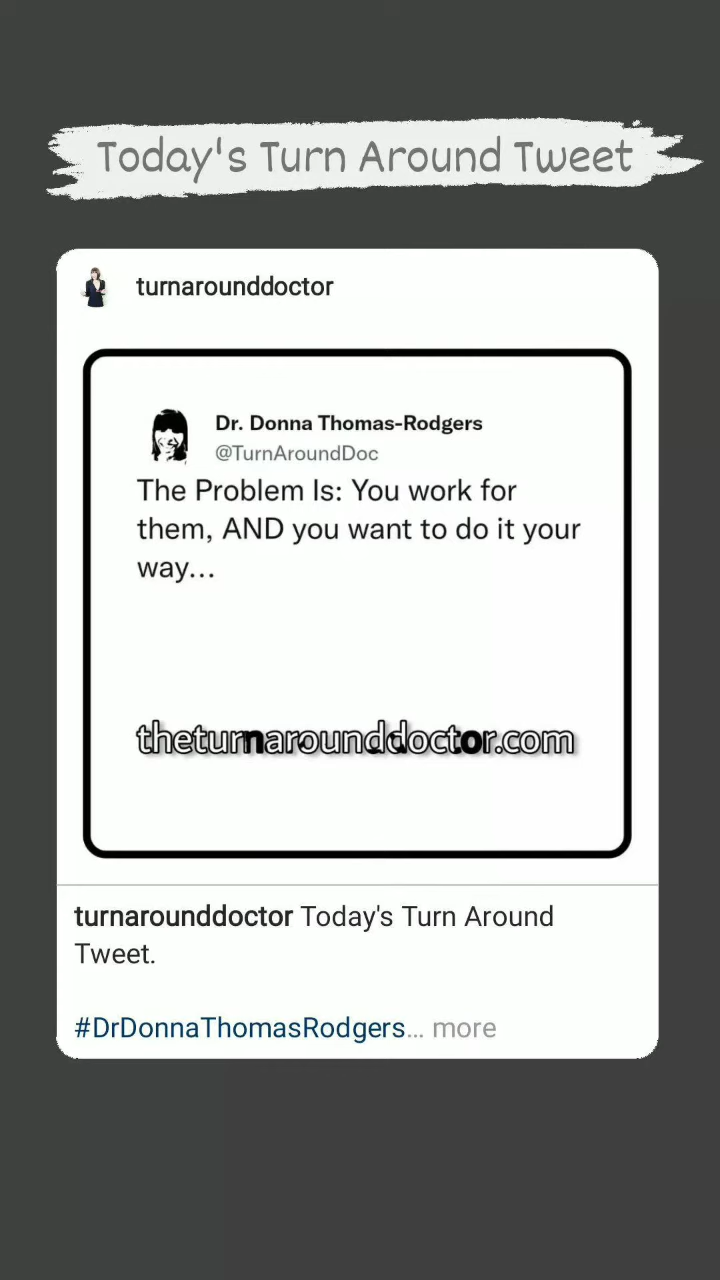 Today's Turn Around Tweet
turnarounddoctor
Dr. Donna Thomas-Rodgers
@TurnAroundDoc
The Problem Is: You work for
them, AND you want to do it your
way...
theturnarounddoctor.com
turnarounddoctor Today's Turn Around
Tweet.
#DrDonnaThomasRodgers... more